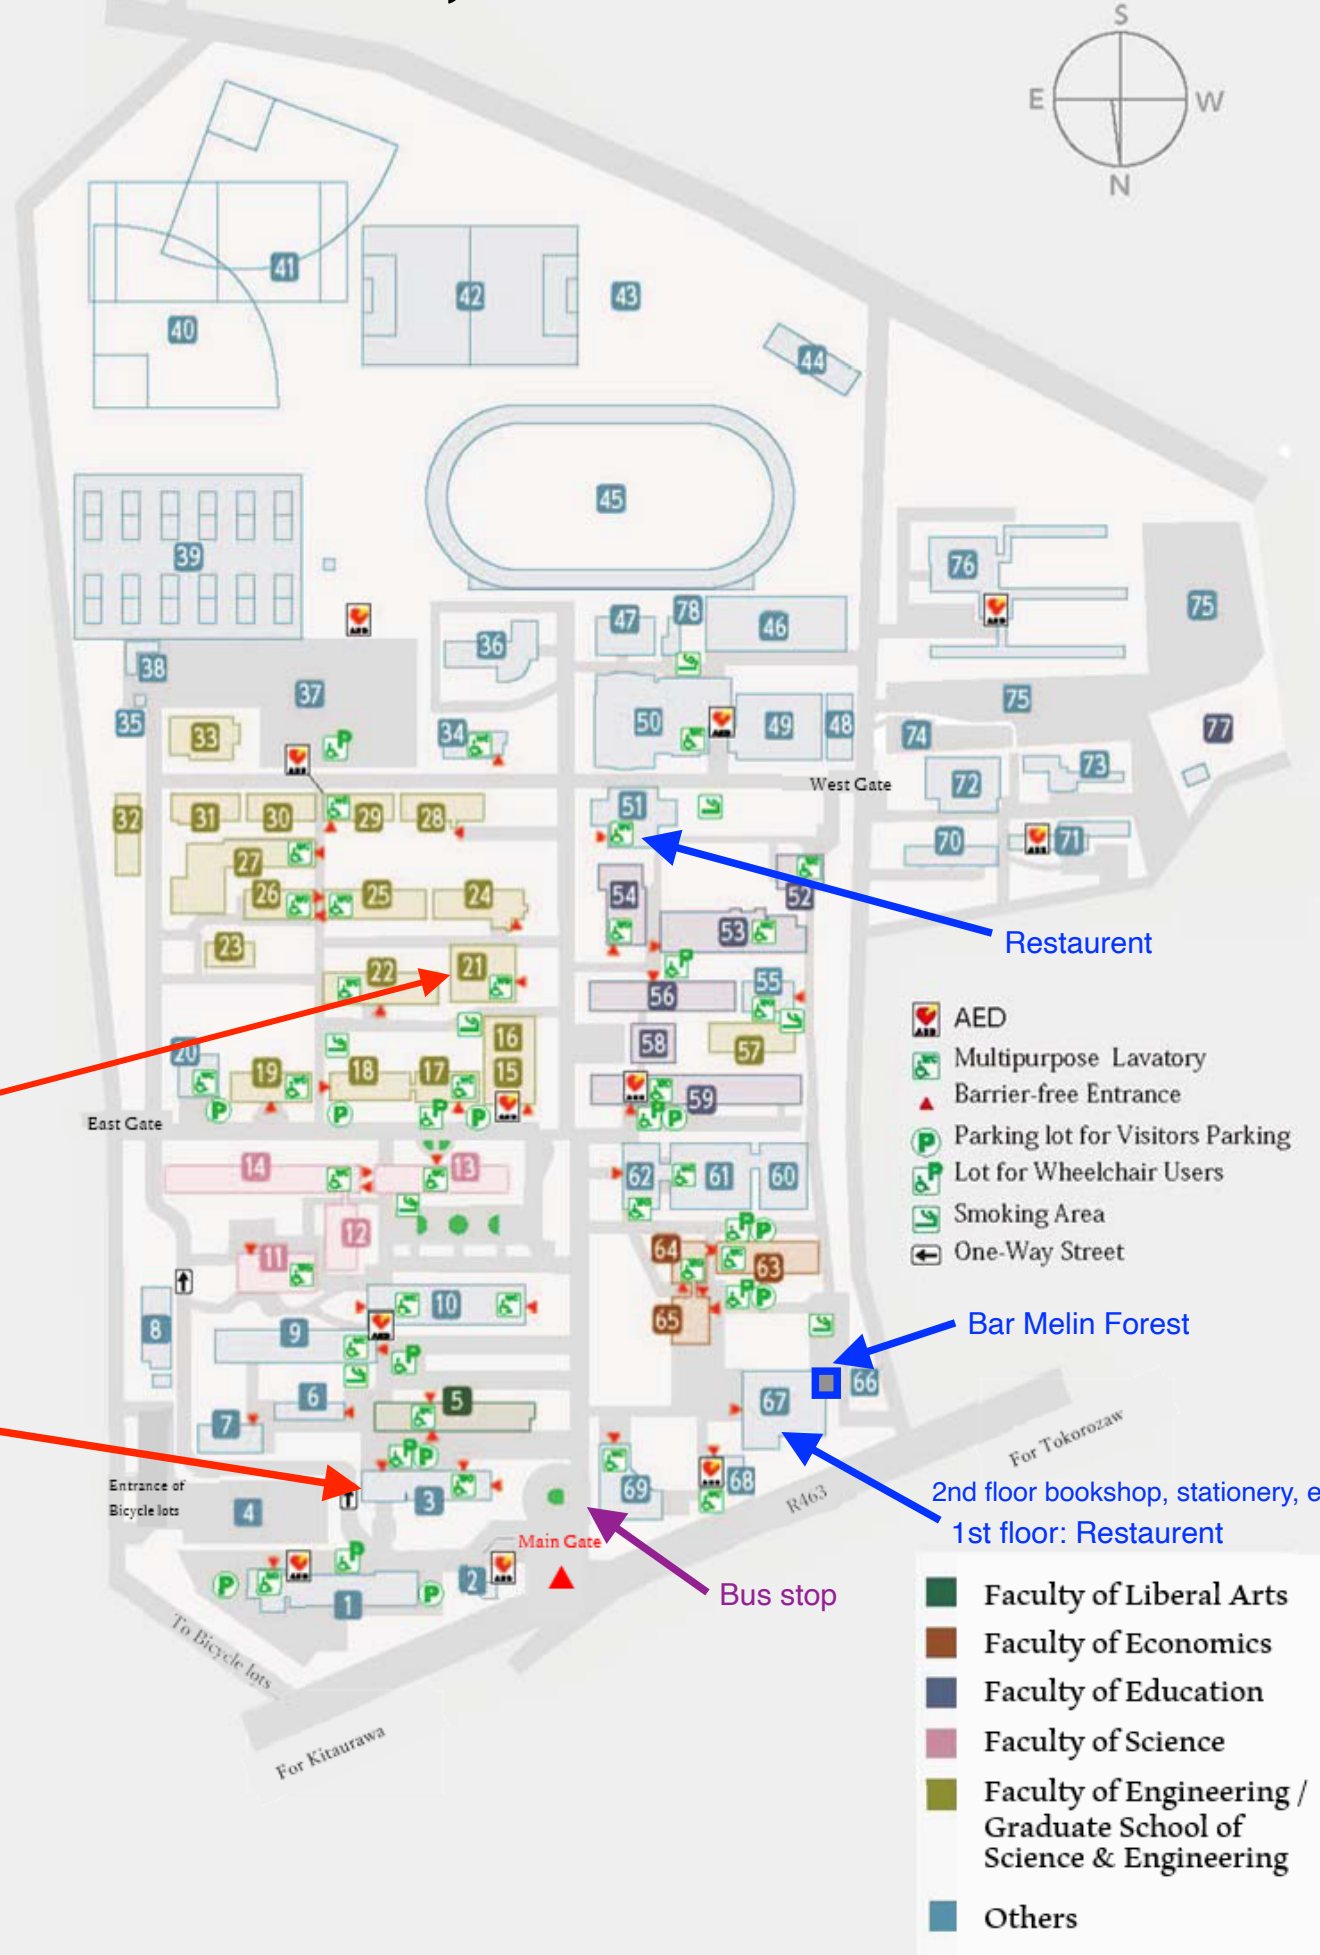 S
E
W
N
41
42
43
40
44
45
39
76
75
47
78
46
36
38
37
35
34
50
49
48
75
74
77
33
73
72
West Gate
32
31
30
29
28
51
70
71
27
54
52
26
25
24
53
Restaurent
23
22
21
56
55
AED
16
58
57
Multipurpose Lavatory
20
19
18
17
15
59
Barrier-free Entrance
East Gate
P
Parking lot for Visitors Parking
14
13
62
61
60
Lot for Wheelchair Users
12
Smoking Area
11
64
63
One-Way Street
10
65
8
9
Bar Melin Forest
6
5
67
66
7
For Tokorozaw
Entrance of
Bicycle lots
4
3
69
68
R463
2nd floor bookshop, stationery, e
1st floor: Restaurent
Main Gate
2
1
Bus stop
To Bicycle lots
For Kitaurawa
Faculty of Liberal Arts
Faculty of Economics
Faculty of Education
Faculty of Science
Faculty of Engineering /
Graduate School of
Science & Engineering
Others